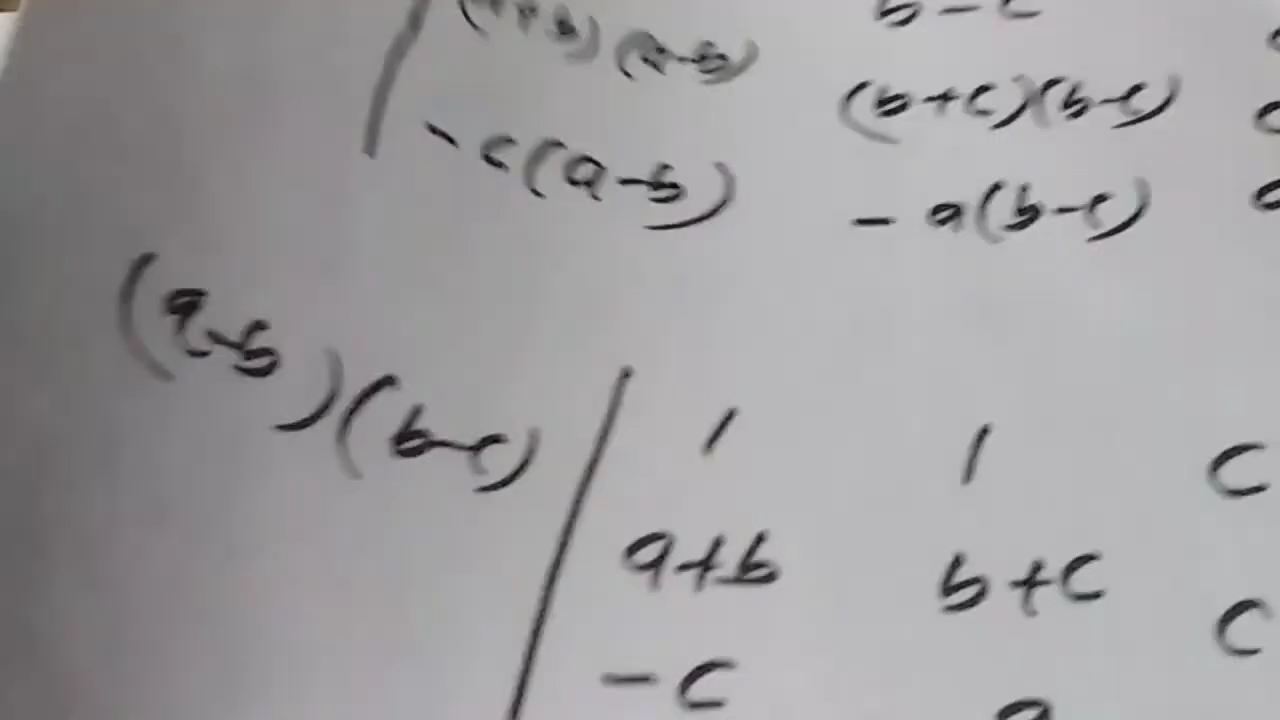 b-c
(a+b)(a-b) (b+c)(b-c)
-c(a-b) -a(b-c)
(a-b)(b-c) | 1 1 c
a+b b+c c
-c a